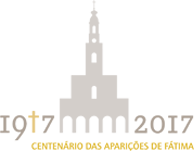 1917 2017
CENTENÁRIO DAS APARIÇÕES DE FÁTIMA